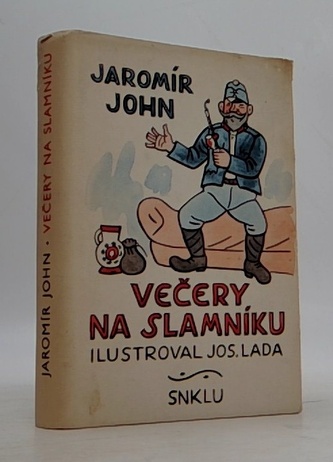 JAROMÍR
JOHN
VEČERY
NA SLAMNÍKU
ILUSTROVAL JOS. LADA
SNKLU
JAROMÍR JOHN • VEČERY NA SLAMNÍKU